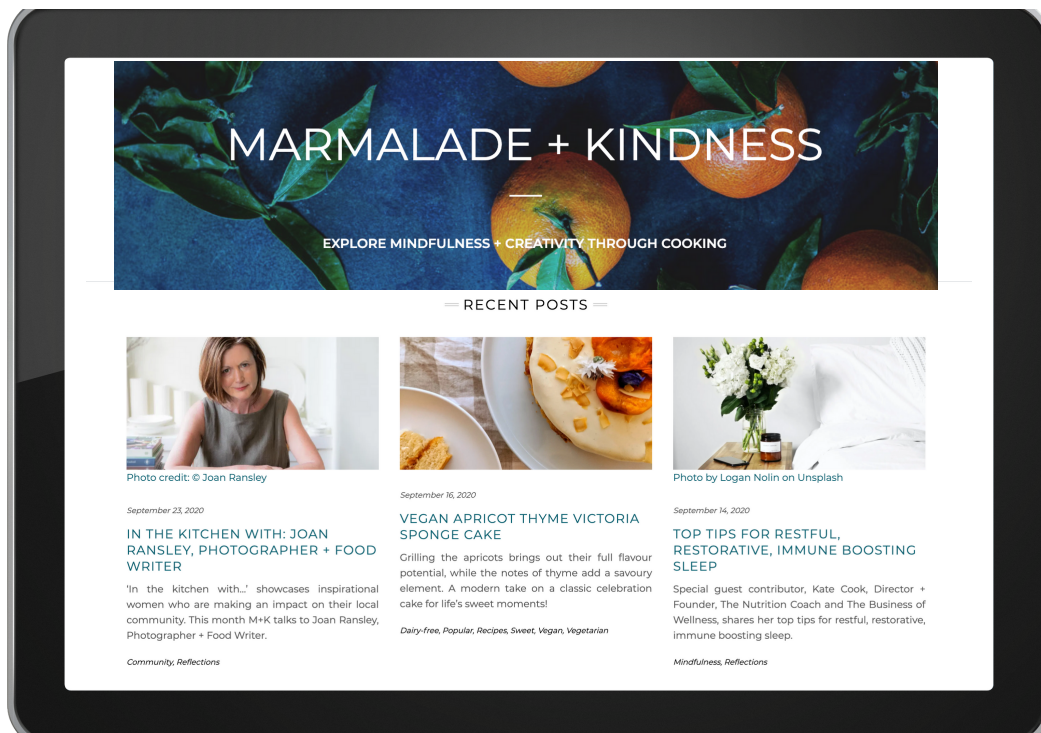 MARMALADE + KINDNESS
EXPLORE MINDFULNESS + CREATIVITY THROUGH COOKING
RECENT POSTS
Photo credit: © Joan Ransley
September 23, 2020
IN THE KITCHEN WITH: JOAN
RANSLEY, PHOTOGRAPHER + FOOD
WRITER
'In the kitchen with...' showcases inspirational
women who are making an impact on their local
community. This month M+K talks to Joan Ransley,
Photographer + Food Writer.
Community, Reflections
September 16, 2020
VEGAN APRICOT THYME VICTORIA
SPONGE CAKE
Grilling the apricots brings out their full flavour
potential, while the notes of thyme add a savoury
element. A modern take on a classic celebration
cake for life's sweet moments!
Dairy-free, Popular, Recipes, Sweet, Vegan, Vegetarian
Photo by Logan Nolin on Unsplash
September 14, 2020
TOP TIPS FOR RESTFUL,
RESTORATIVE, IMMUNE BOOSTING
SLEEP
Special guest contributor, Kate Cook, Director +
Founder, The Nutrition Coach and The Business of
Wellness, shares her top tips for restful, restorative,
immune boosting sleep.
Mindfulness, Reflections